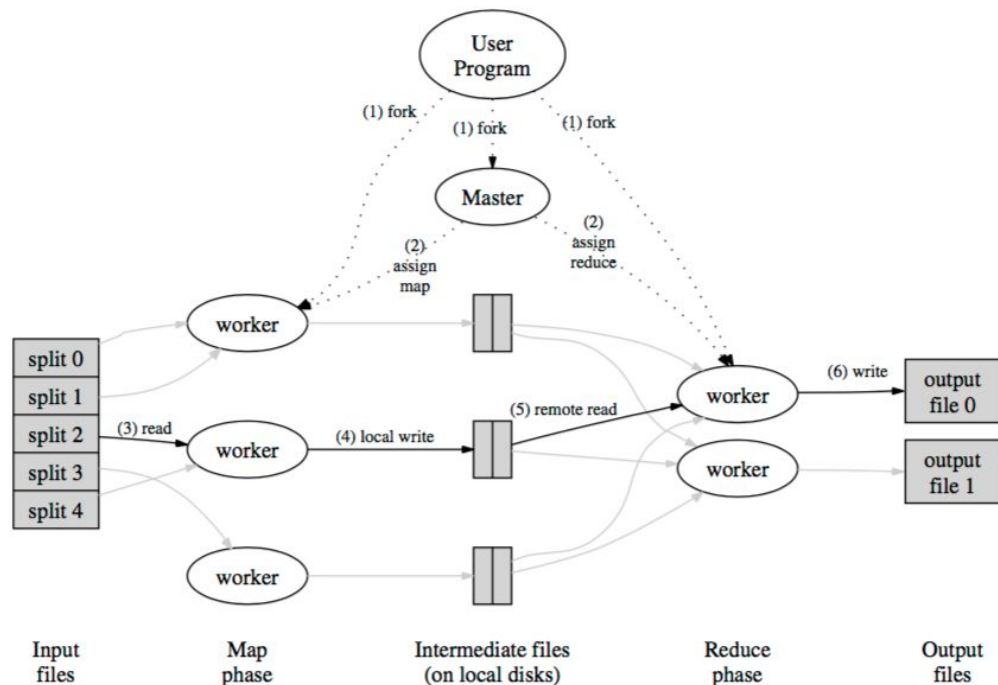 User
Program
(1) fork
(1) fork
(1) fork
Master
(2)
assign
map
(2)
assign
reduce
worker
split 0
split 1
split 2
split 3
split 4
(3) read
worker
(4) local write
(5) remote read
worker
(6) write
output
file 0
worker
output
file 1
worker
Input
files
Map
phase
Intermediate files
(on local disks)
Reduce
phase
Output
files